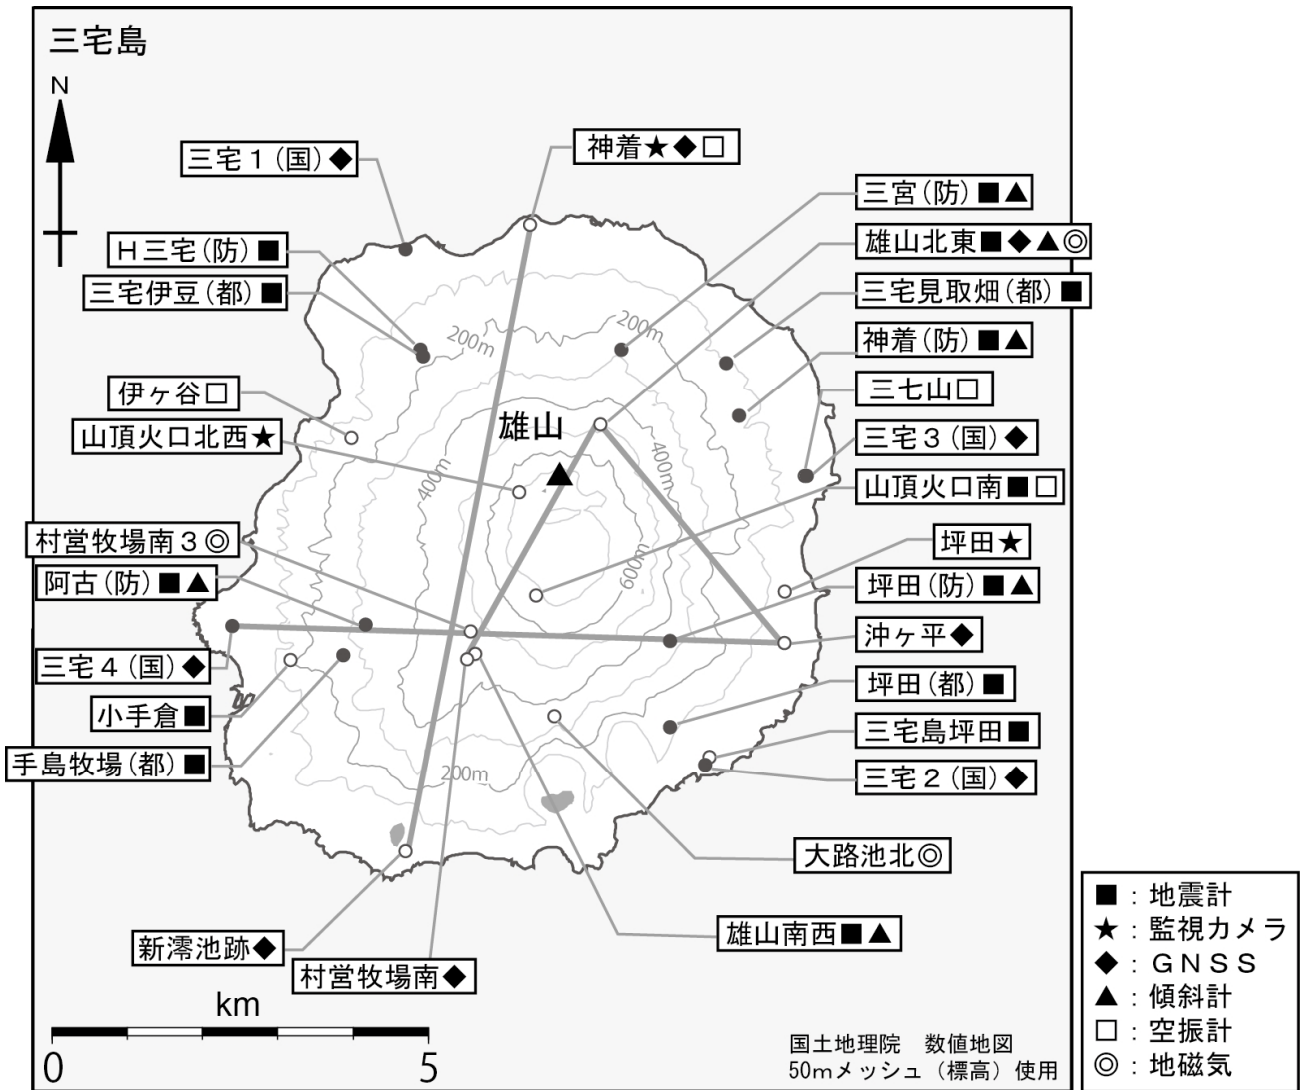 三宅島
N
三宅１(国)◆
神着★◆□
三宮(防)■▲
H三宅(防)■
雄山北東■◆▲◎
三宅伊豆(都)■
三宅見取畑(都)■
200m
200m
神着(防)■▲
伊ヶ谷□
三七山□
山頂火口北西★
雄山
三宅３(国)◆
400m
400m
山頂火口南■□
村営牧場南３◎
坪田★
600m
阿古(防)■▲
坪田(防)■▲
沖ヶ平◆
三宅４(国)◆
坪田(都)■
小手倉■
三宅島坪田■
手島牧場(都)■
200m
三宅２(国)◆
大路池北◎
新澪池跡◆
雄山南西■▲
村営牧場南◆
km
0 5
国土地理院　数値地図
50mメッシュ（標高）使用
■：地震計
★：監視カメラ
◆：ＧＮＳＳ
▲：傾斜計
□：空振計
◎：地磁気